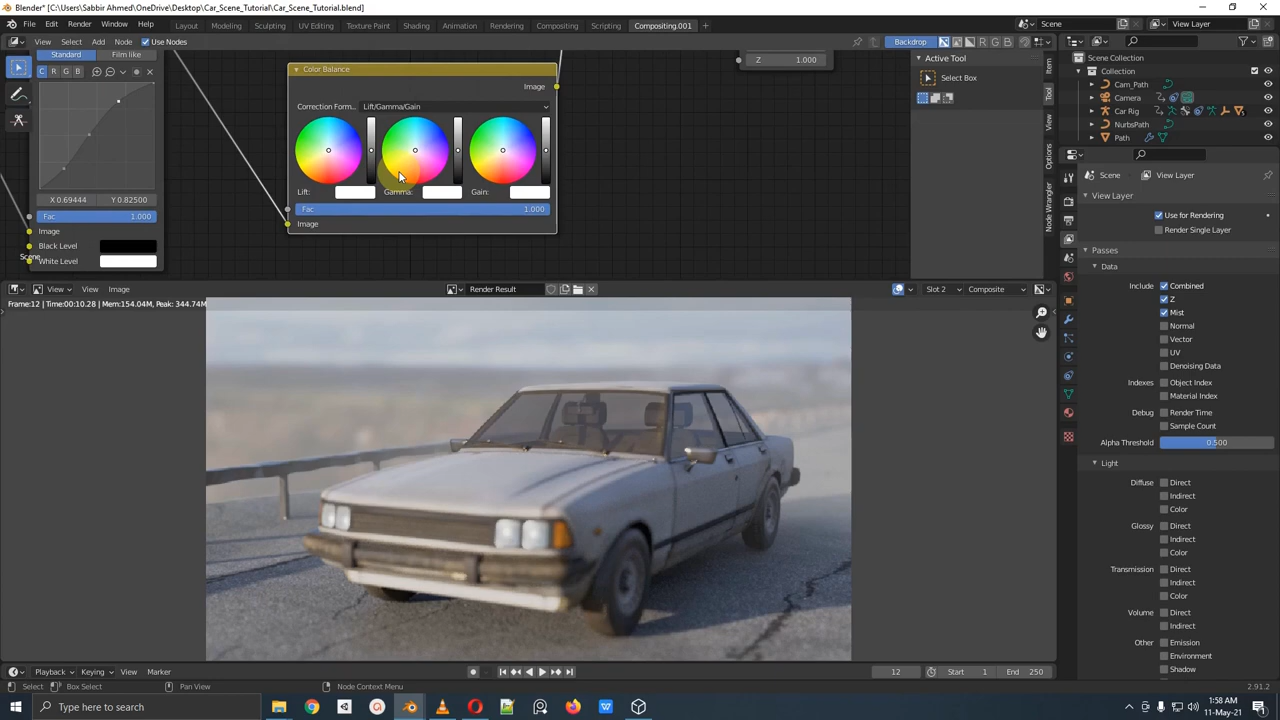 Blender* [C:\Users\Sabbir Ahmed\OneDrive\Desktop\Car_Scene_Tutorial\Car_Scene_Tutorial.blend]
File Edit Render Window Help Layout Modeling Sculpting UV Editing Texture Paint Shading Animation Rendering Compositing Scripting Compositing.001 Scene View Layer
View Select Add Node Use Nodes Backdrop
Standard Film like
C R G B
X 0.69444 Y 0.82500
Fac 1.000
Image
Black Level
White Level
Scene
Color Balance
Image
Correction Form... Lift/Gamma/Gain
Lift: Gamma: Gain:
Fac 1.000
Image
Z 1.000
Active Tool
Select Box
Item
Tool
View
Options
Node Wrangler
Scene Collection
Collection
Cam_Path
Camera
Car Rig
NurbsPath
Path
Scene View Layer
View Layer
Use for Rendering
Render Single Layer
Passes
Data
Include Combined
Z
Mist
Normal
Vector
UV
Denoising Data
Indexes Object Index
Material Index
Debug Render Time
Sample Count
Alpha Threshold 0.500
Light
Diffuse Direct
Indirect
Color
Glossy Direct
Indirect
Color
Transmission Direct
Indirect
Color
Volume Direct
Indirect
Other Emission
Environment
Shadow
View View Image Render Result Slot 2 Composite
Frame:12 | Time:00:10.28 | Mem:154.04M, Peak: 344.74M
Playback Keying View Marker 12 Start 1 End 250
Select Box Select Pan View Node Context Menu 2.91.2
Type here to search
1:58 AM
11-May-21